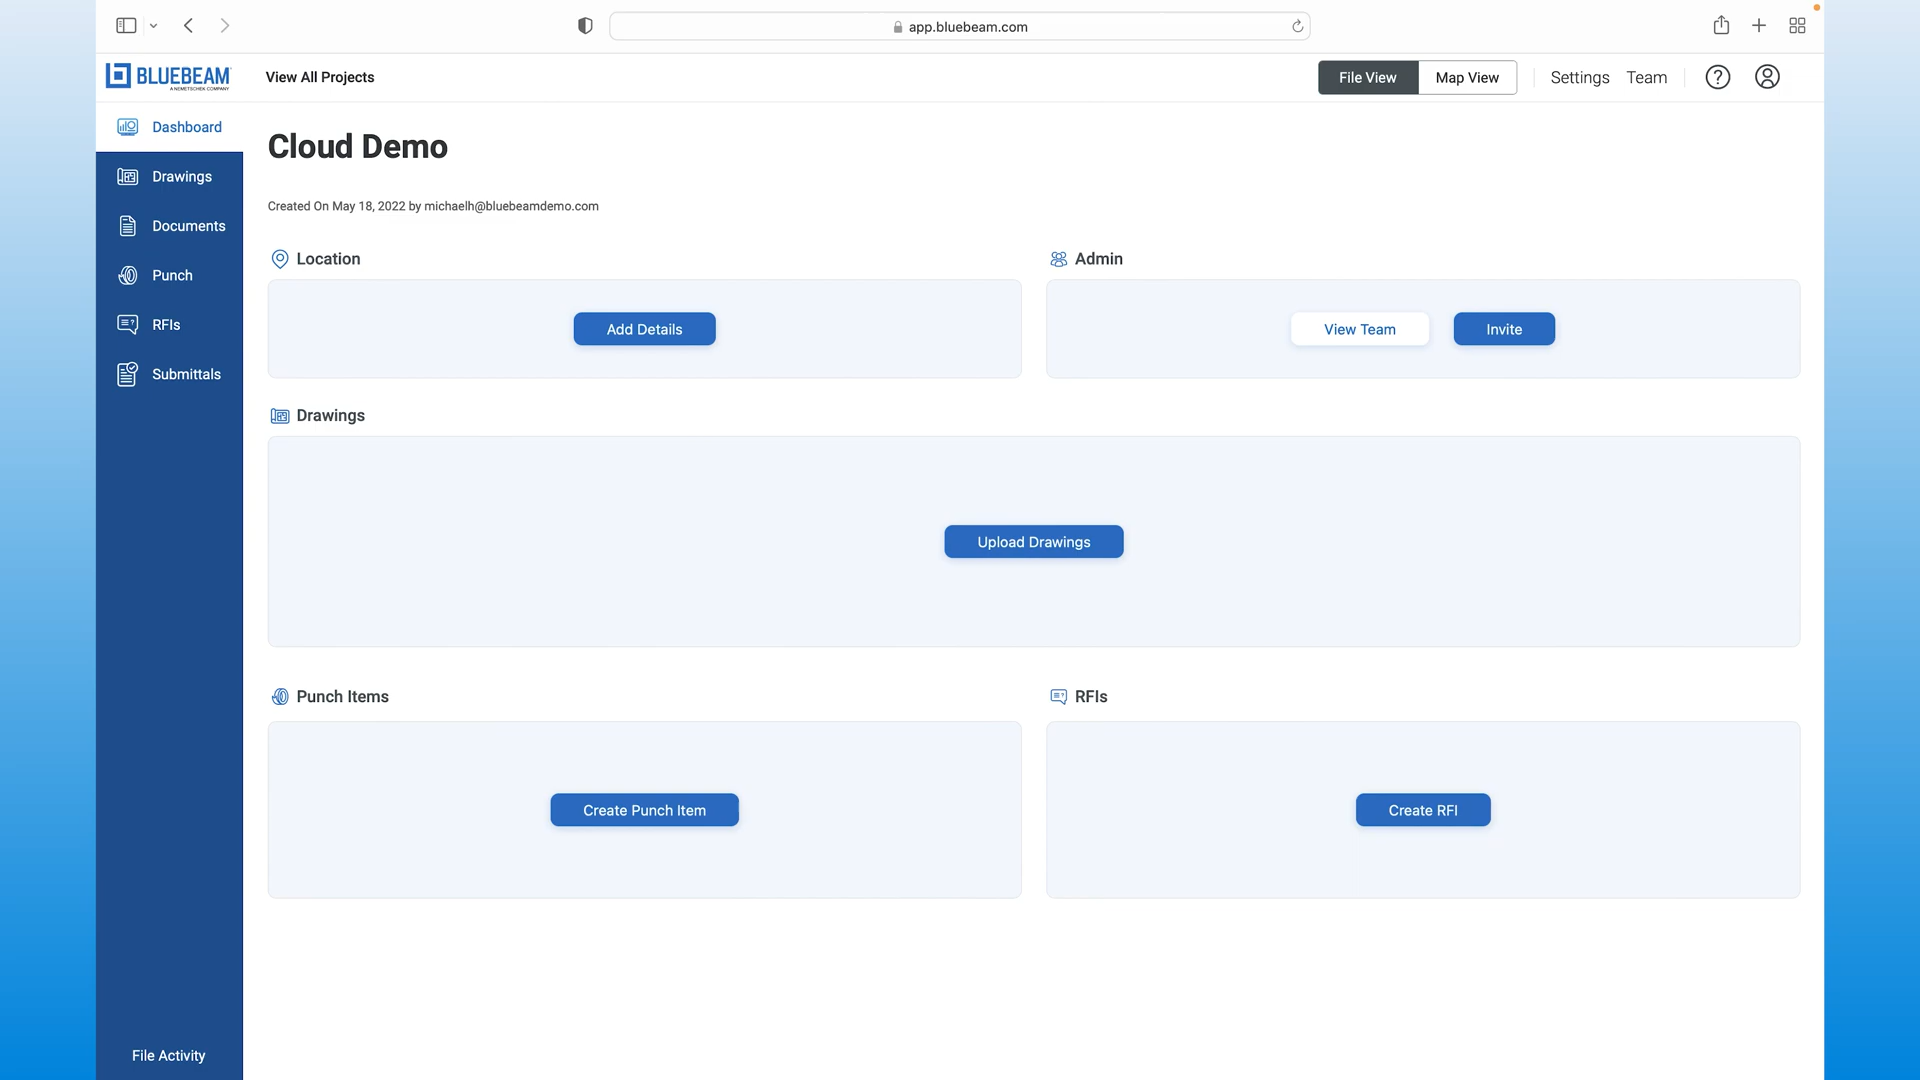 app.bluebeam.com
BLUEBEAM
A NEMETSCHEK COMPANY
View All Projects
File View
Map View
Settings
Team
?
Dashboard
Drawings
Documents
Punch
RFIs
Submittals
File Activity
Cloud Demo
Created On May 18, 2022 by michaelh@bluebeamdemo.com
Location
Add Details
Admin
View Team
Invite
Drawings
Upload Drawings
Punch Items
Create Punch Item
RFIs
Create RFI